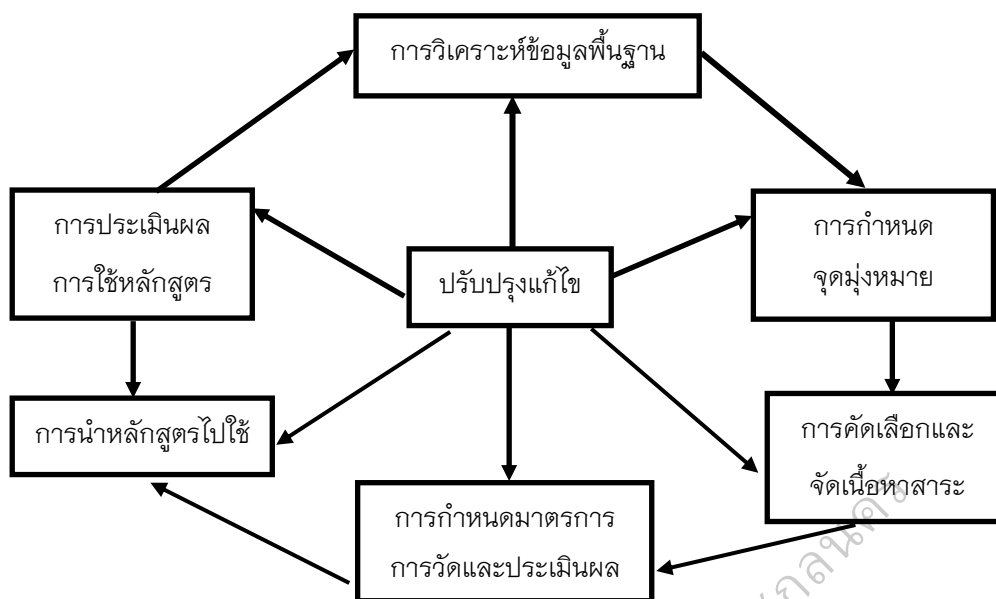 การวิเคราะห์ข้อมูลพื้นฐาน
การประเมินผล
การใช้หลักสูตร
ปรับปรุงแก้ไข
การกำหนด
จุดมุ่งหมาย
การนำหลักสูตรไปใช้
การคัดเลือกและ
จัดเนื้อหาสาระ
การกำหนดมาตรการ
การวัดและประเมินผล